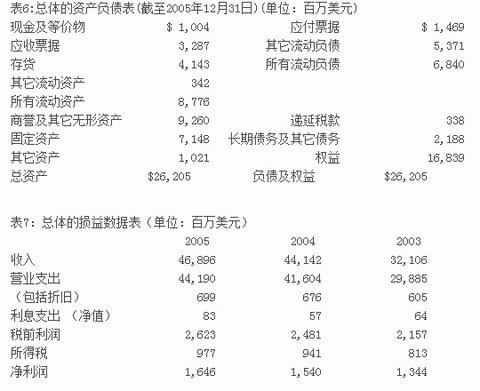 表6:总体的资产负债表(截至2005年12月31日)(单位：百万美元)
现金及等价物 $ 1,004 应付票据 $ 1,469
应收票据 3,287 其它流动负债 5,371
存货 4,143 所有流动负债 6,840
其它流动资产 342
所有流动资产 8,776
商誉及其它无形资产 9,260 递延税款 338
固定资产 7,148 长期债务及其它债务 2,188
其它资产 1,021 权益 16,839
总资产 $26,205 负债及权益 $26,205
表7：总体的损益数据表（单位：百万美元）
2005 2004 2003
收入 46,896 44,142 32,106
营业支出 44,190 41,604 29,885
（包括折旧） 699 676 605
利息支出 （净值） 83 57 64
税前利润 2,623 2,481 2,157
所得税 977 941 813
净利润 1,646 1,540 1,344